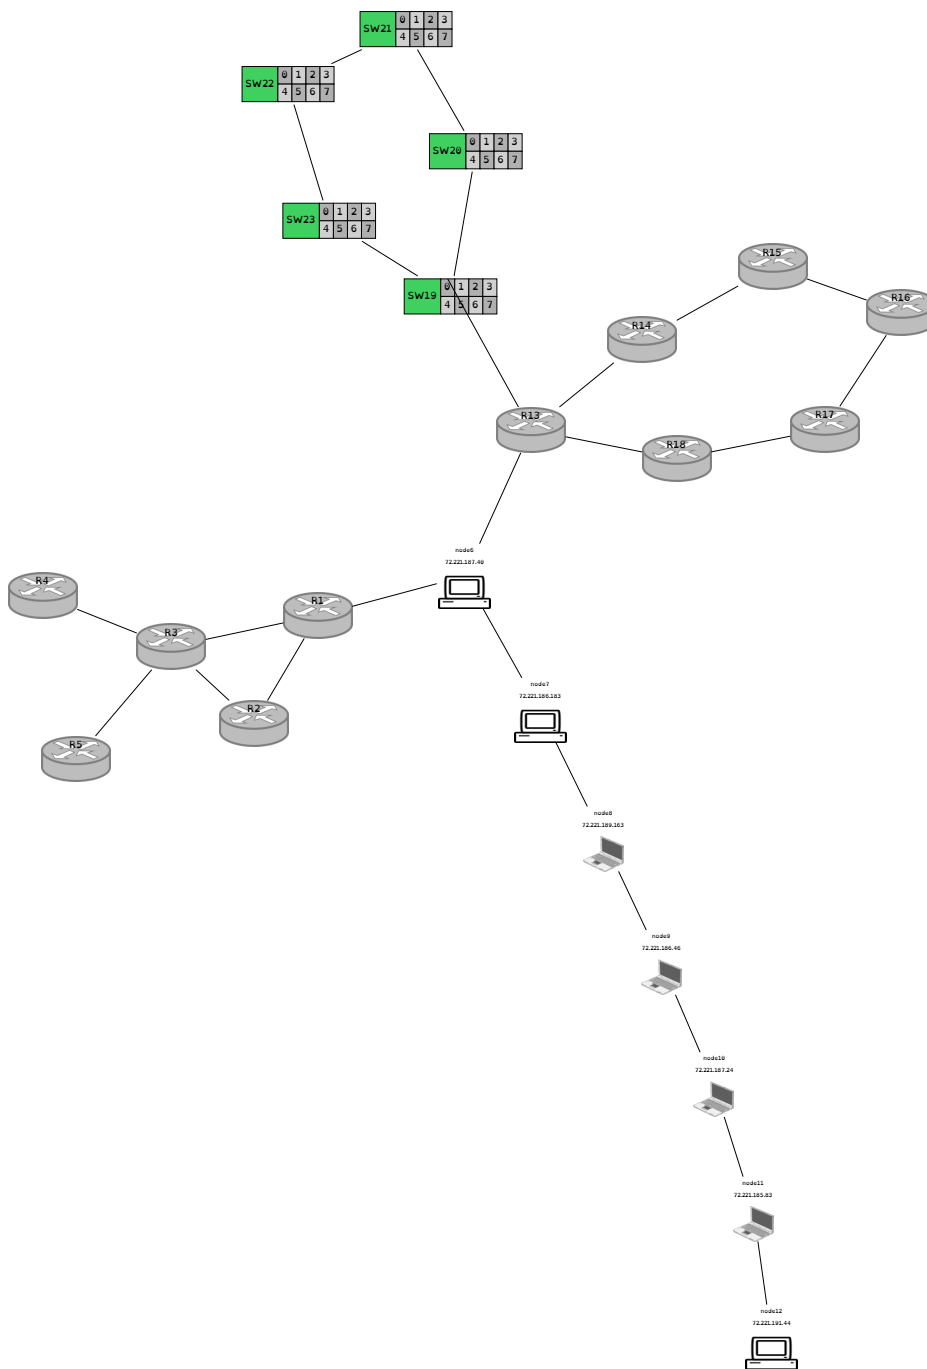 SW21 0 1 2 3
4 5 6 7
SW22 0 1 2 3
4 5 6 7
SW20 0 1 2 3
4 5 6 7
SW23 0 1 2 3
4 5 6 7
SW19 0 1 2 3
4 5 6 7
R15
R16
R14
R13
R17
R18
node6
72.221.187.40
R4
R1
R3
R2
R5
node7
72.221.186.183
node8
72.221.189.163
node9
72.221.186.46
node10
72.221.187.24
node11
72.221.185.83
node12
72.221.191.44